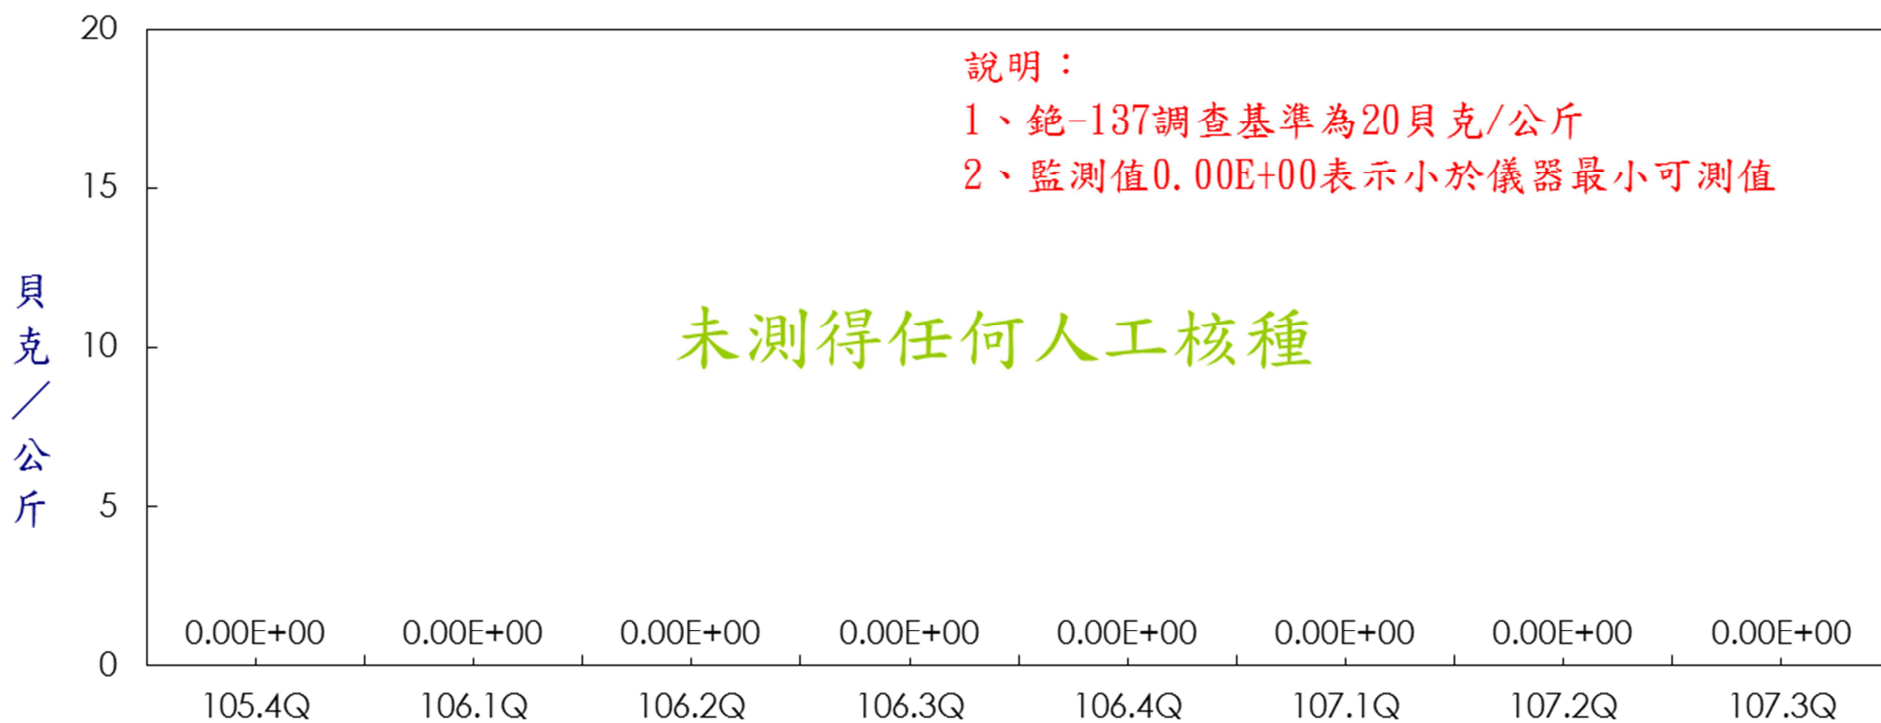 20
說明：
1、銫-137調查基準為20貝克/公斤
2、監測值0.00E+00表示小於儀器最小可測值
15
貝克/公斤
未測得任何人工核種
10
5
0.00E+00 0.00E+00 0.00E+00 0.00E+00 0.00E+00 0.00E+00 0.00E+00 0.00E+00
0
105.4Q 106.1Q 106.2Q 106.3Q 106.4Q 107.1Q 107.2Q 107.3Q